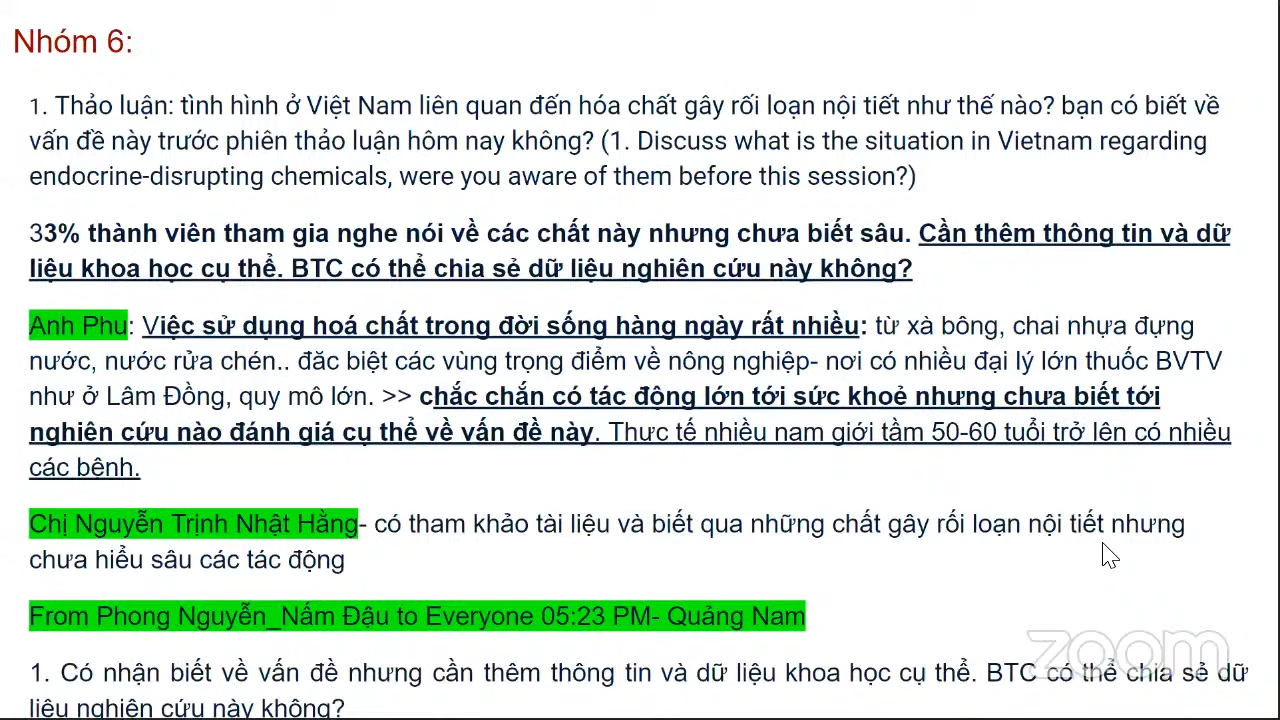 Nhóm 6:
1. Thảo luận: tình hình ở Việt Nam liên quan đến hóa chất gây rối loạn nội tiết như thế nào? bạn có biết về
vấn đề này trước phiên thảo luận hôm nay không? (1. Discuss what is the situation in Vietnam regarding
endocrine-disrupting chemicals, were you aware of them before this session?)
33% thành viên tham gia nghe nói về các chất này nhưng chưa biết sâu. Cần thêm thông tin và dữ
liệu khoa học cụ thể. BTC có thể chia sẻ dữ liệu nghiên cứu này không?
Anh Phu: Việc sử dụng hoá chất trong đời sống hàng ngày rất nhiều: từ xà bông, chai nhựa đựng
nước, nước rửa chén.. đăc biệt các vùng trọng điểm về nông nghiệp- nơi có nhiều đại lý lớn thuốc BVTV
như ở Lâm Đồng, quy mô lớn. >> chắc chắn có tác động lớn tới sức khoẻ nhưng chưa biết tới
nghiên cứu nào đánh giá cụ thể về vấn đề này. Thực tế nhiều nam giới tầm 50-60 tuổi trở lên có nhiều
các bệnh.
Chị Nguyễn Trịnh Nhật Hằng- có tham khảo tài liệu và biết qua những chất gây rối loạn nội tiết nhưng
chưa hiểu sâu các tác động
From Phong Nguyễn_Nấm Đậu to Everyone 05:23 PM- Quảng Nam
1. Có nhận biết về vấn đề nhưng cần thêm thông tin và dữ liệu khoa học cụ thể. BTC có thể chia sẻ dữ
liệu nghiên cứu này không?
zoom